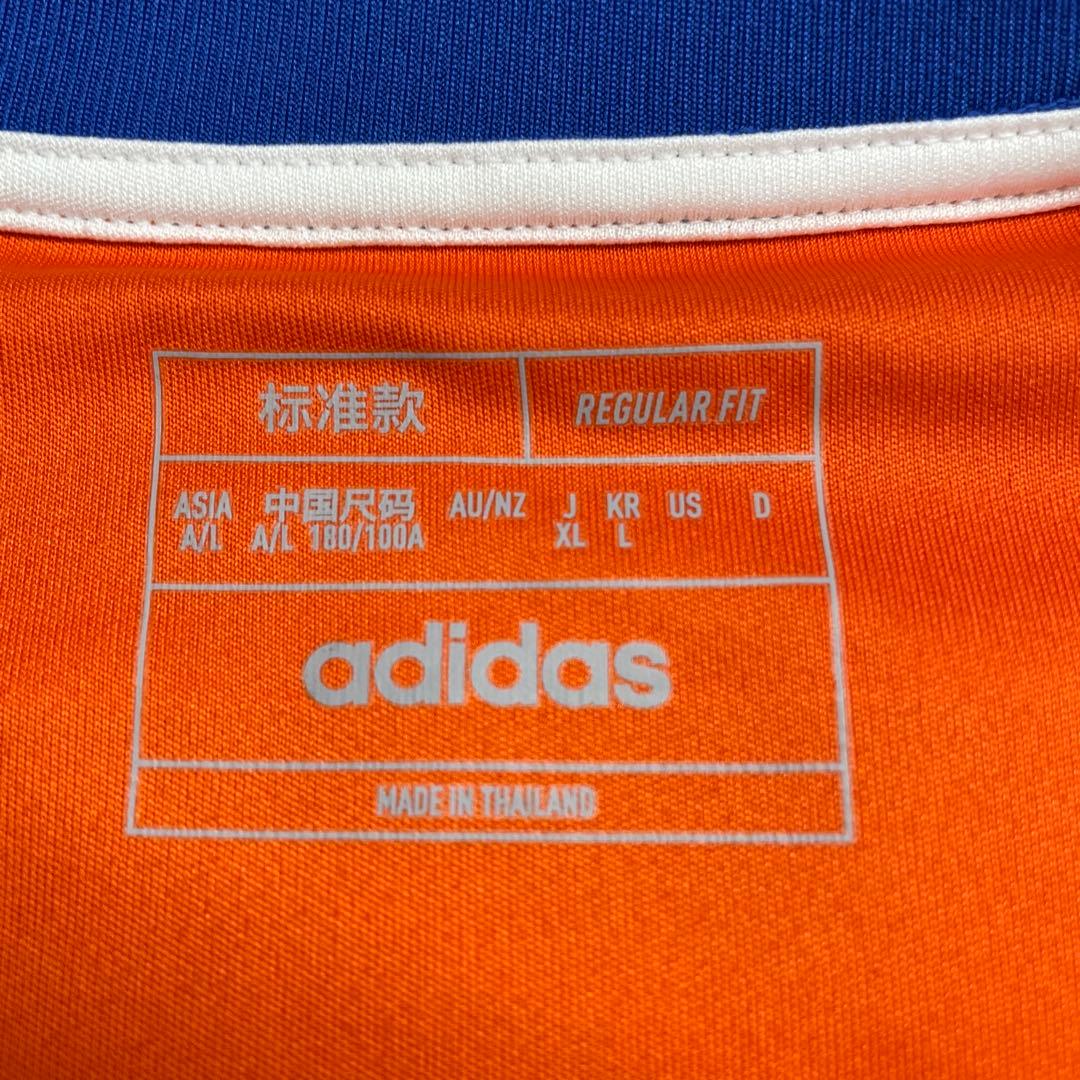 标准款 REGULAR FIT
ASIA 中国尺码 AU/NZ J KR US D
A/L A/L 180/100A XL L
adidas
MADE IN THAILAND